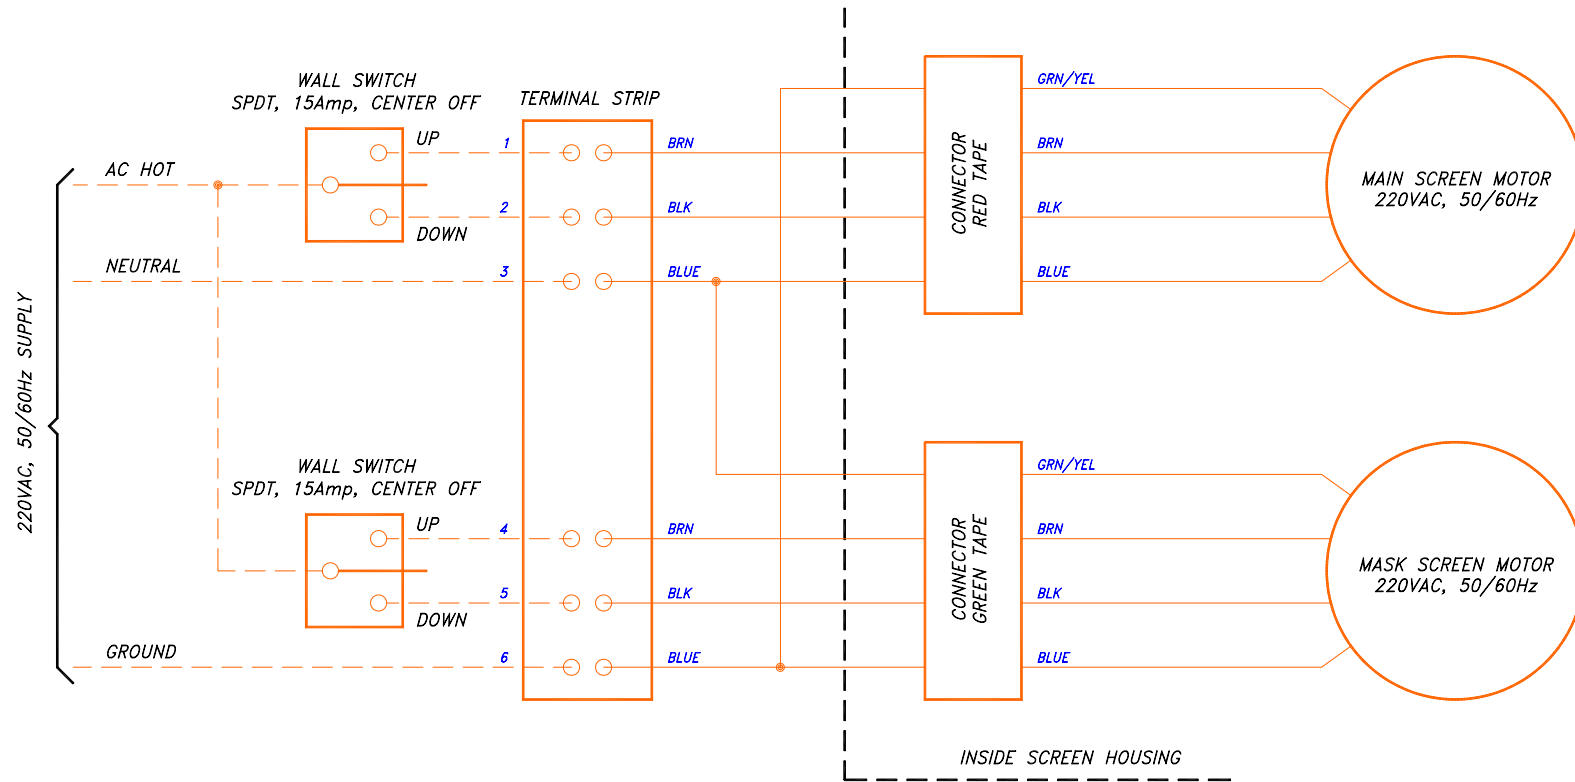 WALL SWITCH
SPDT, 15Amp, CENTER OFF
TERMINAL STRIP
UP
AC HOT
DOWN
NEUTRAL
1
2
3
BRN
BLK
BLUE
CONNECTOR
RED TAPE
GRN/YEL
BRN
BLK
BLUE
MAIN SCREEN MOTOR
220VAC, 50/60Hz
220VAC, 50/60Hz SUPPLY
WALL SWITCH
SPDT, 15Amp, CENTER OFF
UP
DOWN
GROUND
4
5
6
BRN
BLK
BLUE
CONNECTOR
GREEN TAPE
GRN/YEL
BRN
BLK
BLUE
MASK SCREEN MOTOR
220VAC, 50/60Hz
INSIDE SCREEN HOUSING